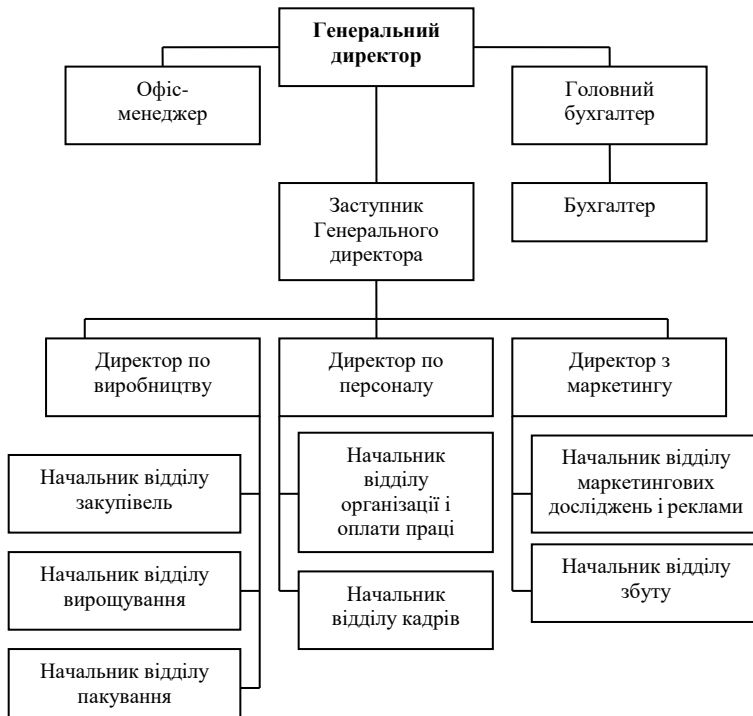 Генеральний
директор
Офіс-
менеджер
Головний
бухгалтер
Заступник
Генерального
директора
Бухгалтер
Директор по
виробництву
Директор по
персоналу
Директор з
маркетингу
Начальник відділу
закупівель
Начальник
відділу
організації і
оплати праці
Начальник відділу
маркетингових
досліджень і реклами
Начальник відділу
вирощування
Начальник
відділу кадрів
Начальник відділу
збуту
Начальник відділу
пакування